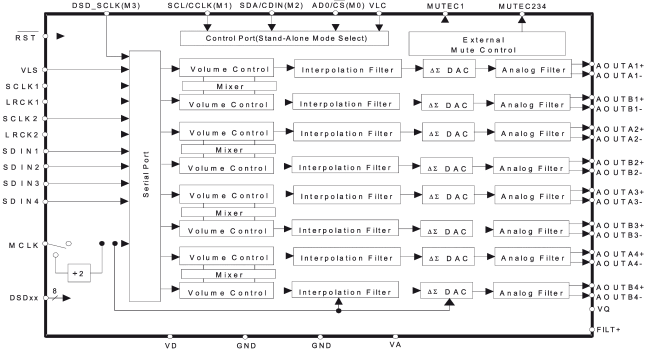 DSD_SCLK(M3) SCL/CCLK(M1) SDA/CDIN(M2) AD0/CS(M0) VLC MUTEC1 MUTEC234
RST
Control Port(Stand-Alone Mode Select)
External
Mute Control
VLS
SCLK1
LRCK1
SCLK2
LRCK2
SDIN1
SDIN2
SDIN3
SDIN4
MCLK
÷2
8
DSDxx
Serial Port
Volume Control Interpolation Filter ΔΣ DAC Analog Filter AOUTA1+
AOUTA1-
Mixer
Volume Control Interpolation Filter ΔΣ DAC Analog Filter AOUTB1+
AOUTB1-
Volume Control Interpolation Filter ΔΣ DAC Analog Filter AOUTA2+
AOUTA2-
Mixer
Volume Control Interpolation Filter ΔΣ DAC Analog Filter AOUTB2+
AOUTB2-
Volume Control Interpolation Filter ΔΣ DAC Analog Filter AOUTA3+
AOUTA3-
Mixer
Volume Control Interpolation Filter ΔΣ DAC Analog Filter AOUTB3+
AOUTB3-
Volume Control Interpolation Filter ΔΣ DAC Analog Filter AOUTA4+
AOUTA4-
Mixer
Volume Control Interpolation Filter ΔΣ DAC Analog Filter AOUTB4+
AOUTB4-
VQ
FILT+
VD GND GND VA